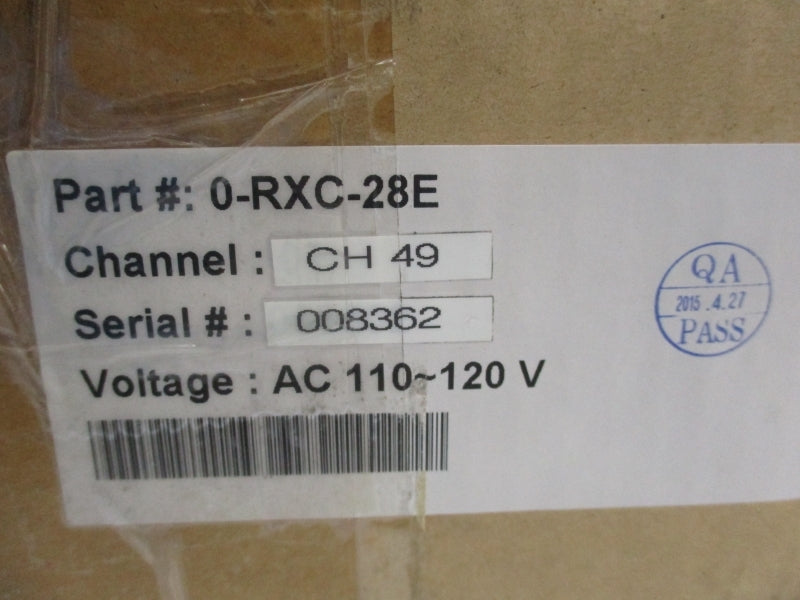 Part #: 0-RXC-28E
Channel : CH 49
Serial # : 008362
Voltage : AC 110~120 V
QA
2015.4.27
PASS